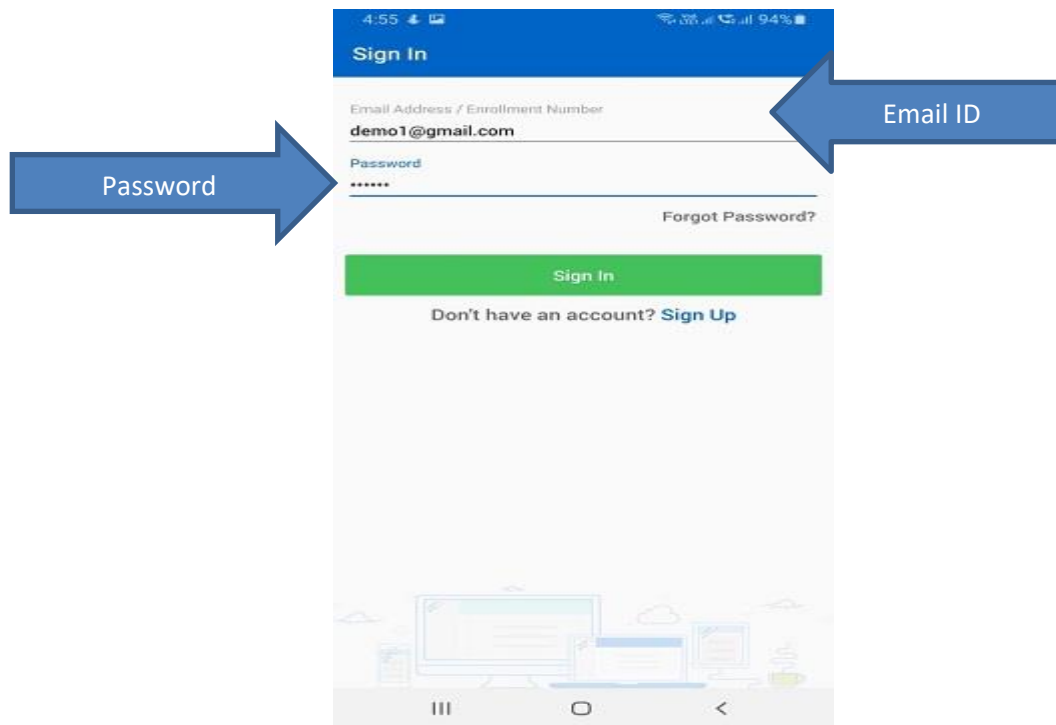 4:55 94%
Sign In
Email Address / Enrollment Number
demo1@gmail.com
Email ID
Password
••••••
Password
Forgot Password?
Sign In
Don't have an account? Sign Up